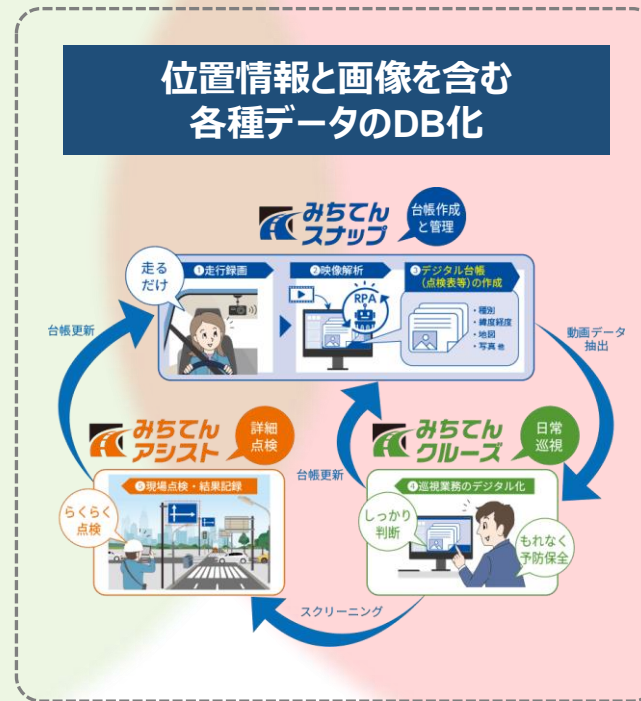 位置情報と画像を含む
各種データのDB化
みちてん
スナップ
台帳作成
と管理
走る
だけ
❶走行録画
❷映像解析
❸デジタル台帳
(点検表等)の作成
RPA
・種別
・緯度経度
・地図
・写真 他
台帳更新
動画データ
抽出
みちてん
アシスト
詳細
点検
みちてん
クルーズ
日常
巡視
台帳更新
❺現場点検・結果記録
らくらく
点検
❹巡視業務のデジタル化
しっかり
判断
もれなく
予防保全
スクリーニング